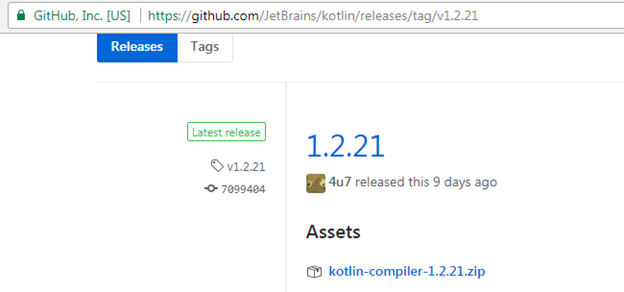 GitHub, Inc. [US] https://github.com/JetBrains/kotlin/releases/tag/v1.2.21
Releases Tags
Latest release
v1.2.21
7099404
1.2.21
4u7 released this 9 days ago
Assets
kotlin-compiler-1.2.21.zip